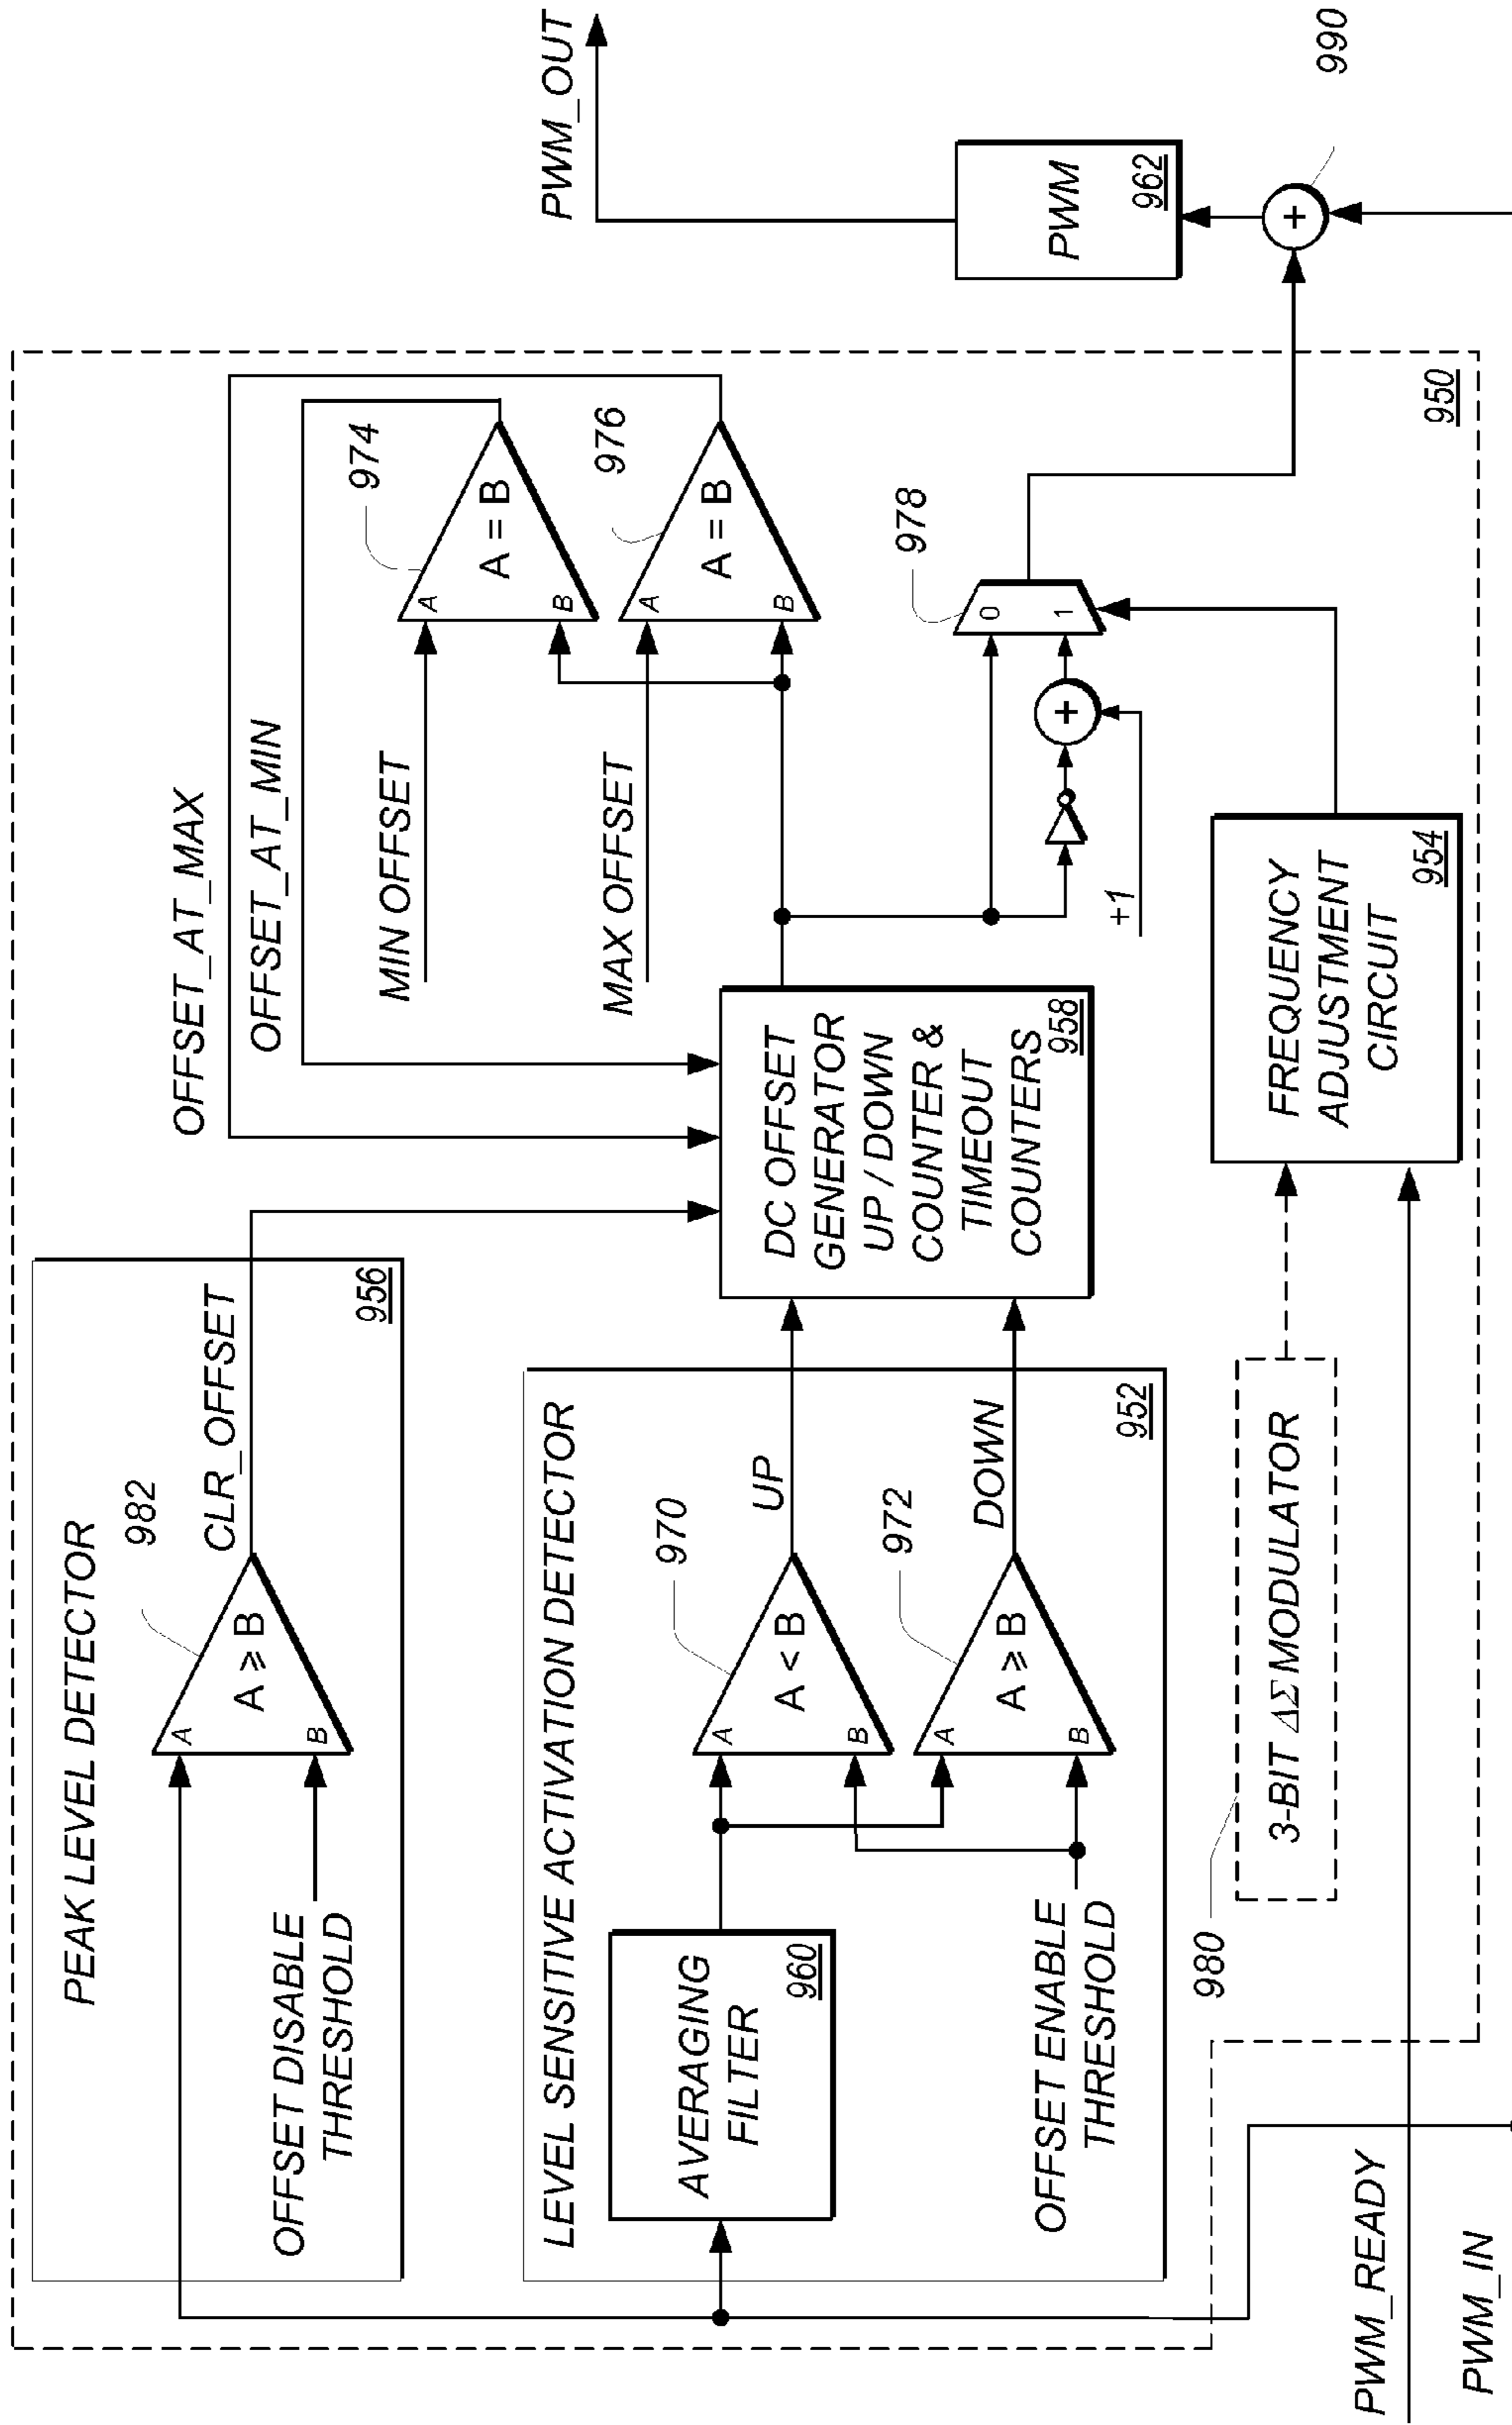 PEAK LEVEL DETECTOR
982
A
A ≥ B
B
CLR_OFFSET
956
OFFSET DISABLE
THRESHOLD
OFFSET_AT_MAX
OFFSET_AT_MIN
MIN OFFSET
974
A
A = B
B
MAX OFFSET
976
A
A = B
B
PWM_OUT
LEVEL SENSITIVE ACTIVATION DETECTOR
AVERAGING
FILTER
960
970
A
A < B
B
UP
972
A
A ≥ B
B
DOWN
952
OFFSET ENABLE
THRESHOLD
DC OFFSET
GENERATOR
UP / DOWN
COUNTER &
TIMEOUT
COUNTERS
958
978
0
1
+
+1
PWM
962
+
990
980
3-BIT ΔΣ MODULATOR
FREQUENCY
ADJUSTMENT
CIRCUIT
954
950
PWM_READY
PWM_IN